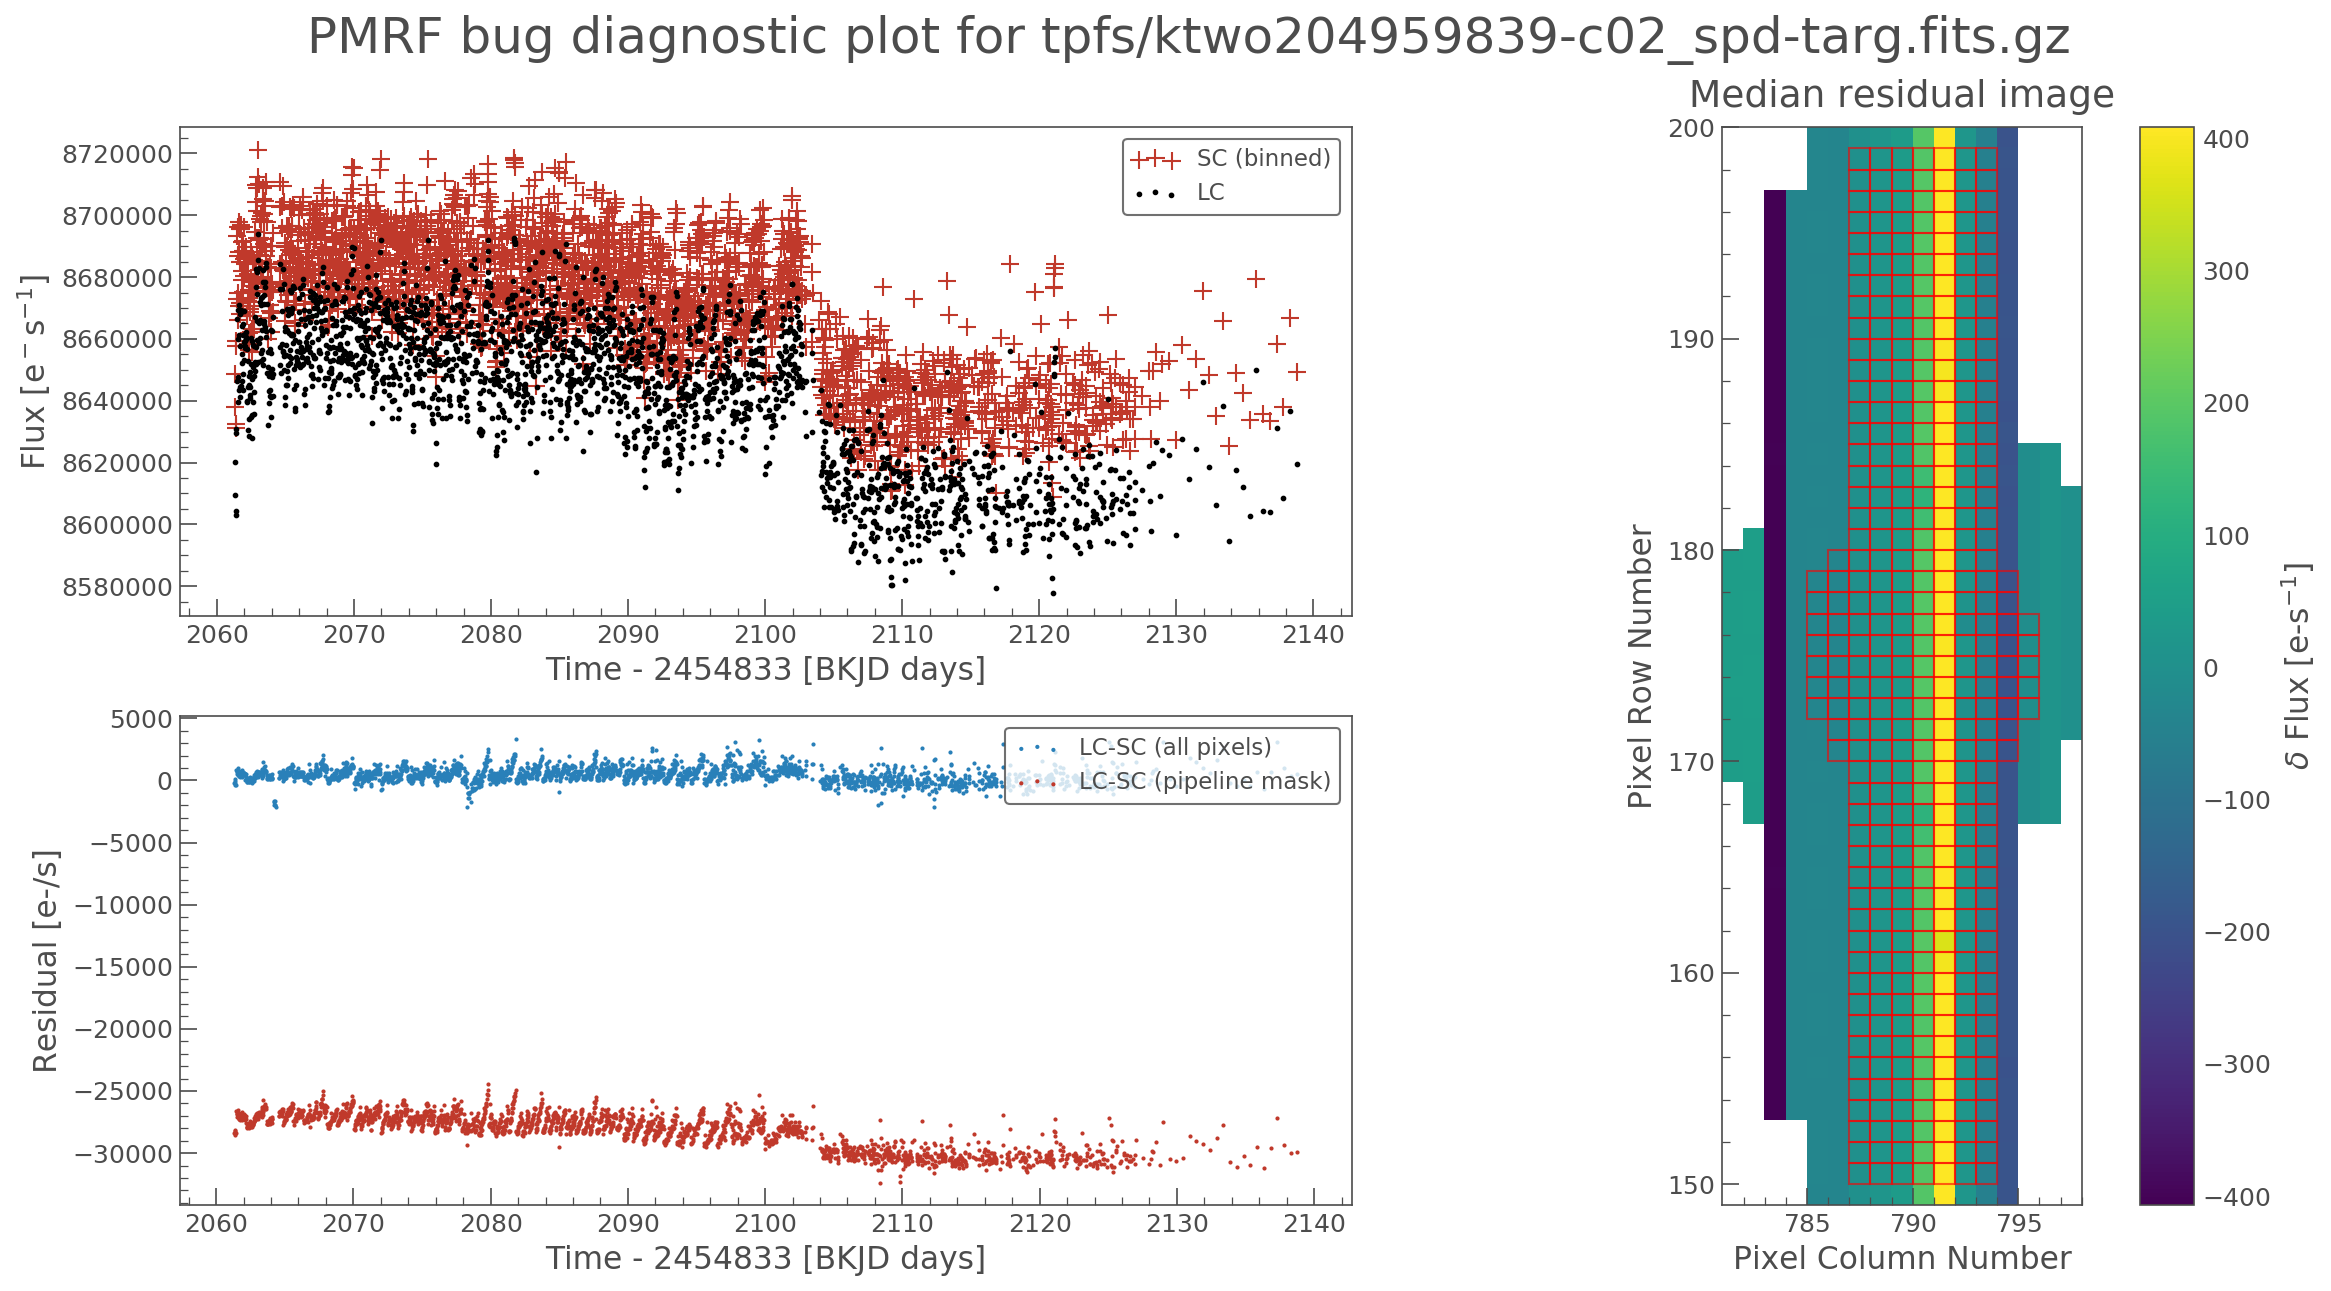 PMRF bug diagnostic plot for tpfs/ktwo204959839-c02_spd-targ.fits.gz
Flux [e⁻ s⁻¹]
8720000
8700000
8680000
8660000
8640000
8620000
8600000
8580000
SC (binned)
LC
2060 2070 2080 2090 2100 2110 2120 2130 2140
Time - 2454833 [BKJD days]
Residual [e-/s]
5000
0
−5000
−10000
−15000
−20000
−25000
−30000
LC-SC (all pixels)
LC-SC (pipeline mask)
2060 2070 2080 2090 2100 2110 2120 2130 2140
Time - 2454833 [BKJD days]
Median residual image
Pixel Row Number
200
190
180
170
160
150
785 790 795
Pixel Column Number
400
300
200
100
0
−100
−200
−300
−400
δ Flux [e-s⁻¹]